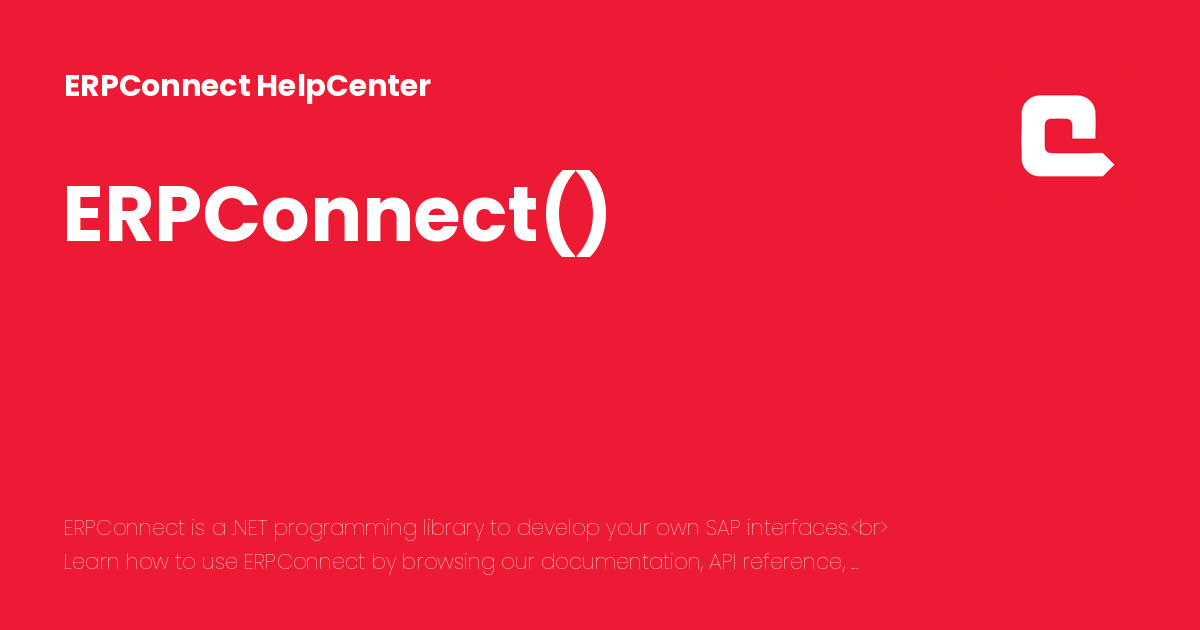 ERPConnect HelpCenter
ERPConnect()
ERPConnect is a .NET programming library to develop your own SAP interfaces.<br>
Learn how to use ERPConnect by browsing our documentation, API reference, ...